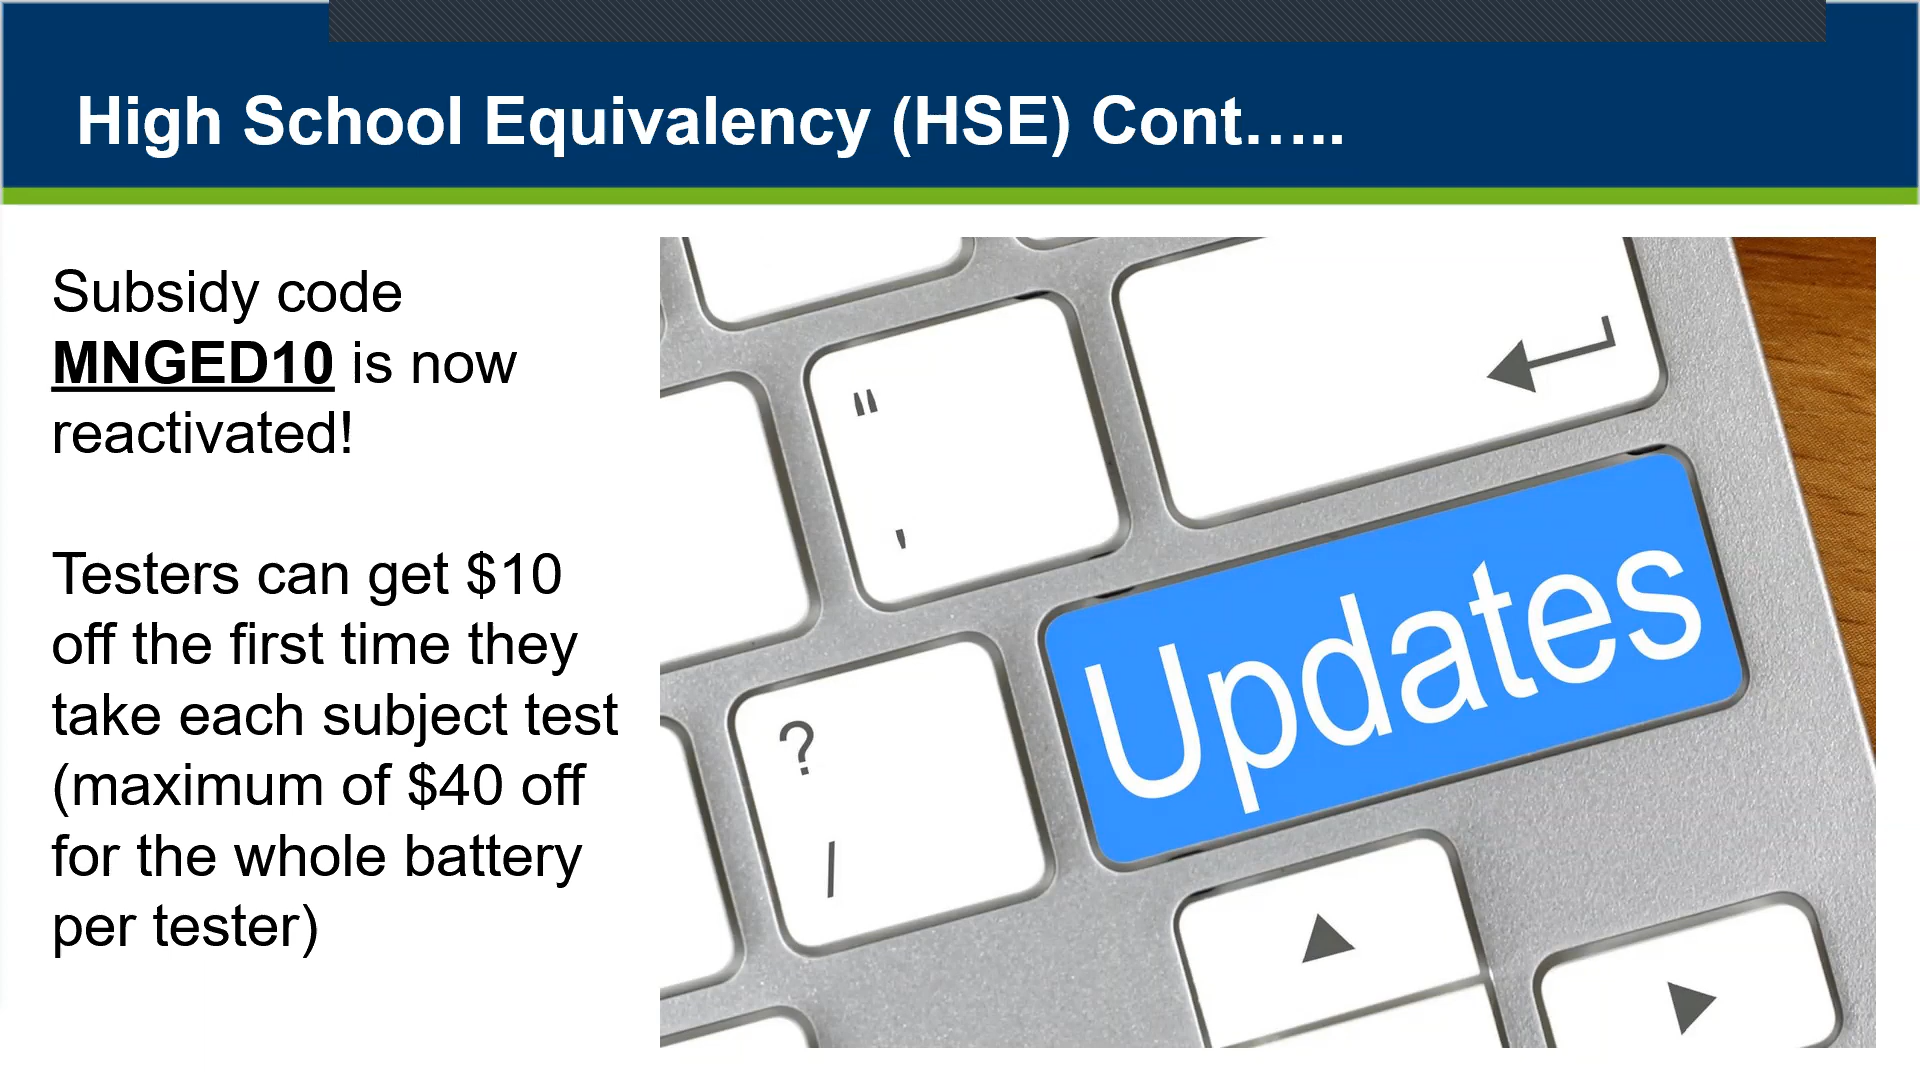 High School Equivalency (HSE) Cont…..
Subsidy code
MNGED10 is now
reactivated!
Testers can get $10
off the first time they
take each subject test
(maximum of $40 off
for the whole battery
per tester)
"
'
Updates
?
/